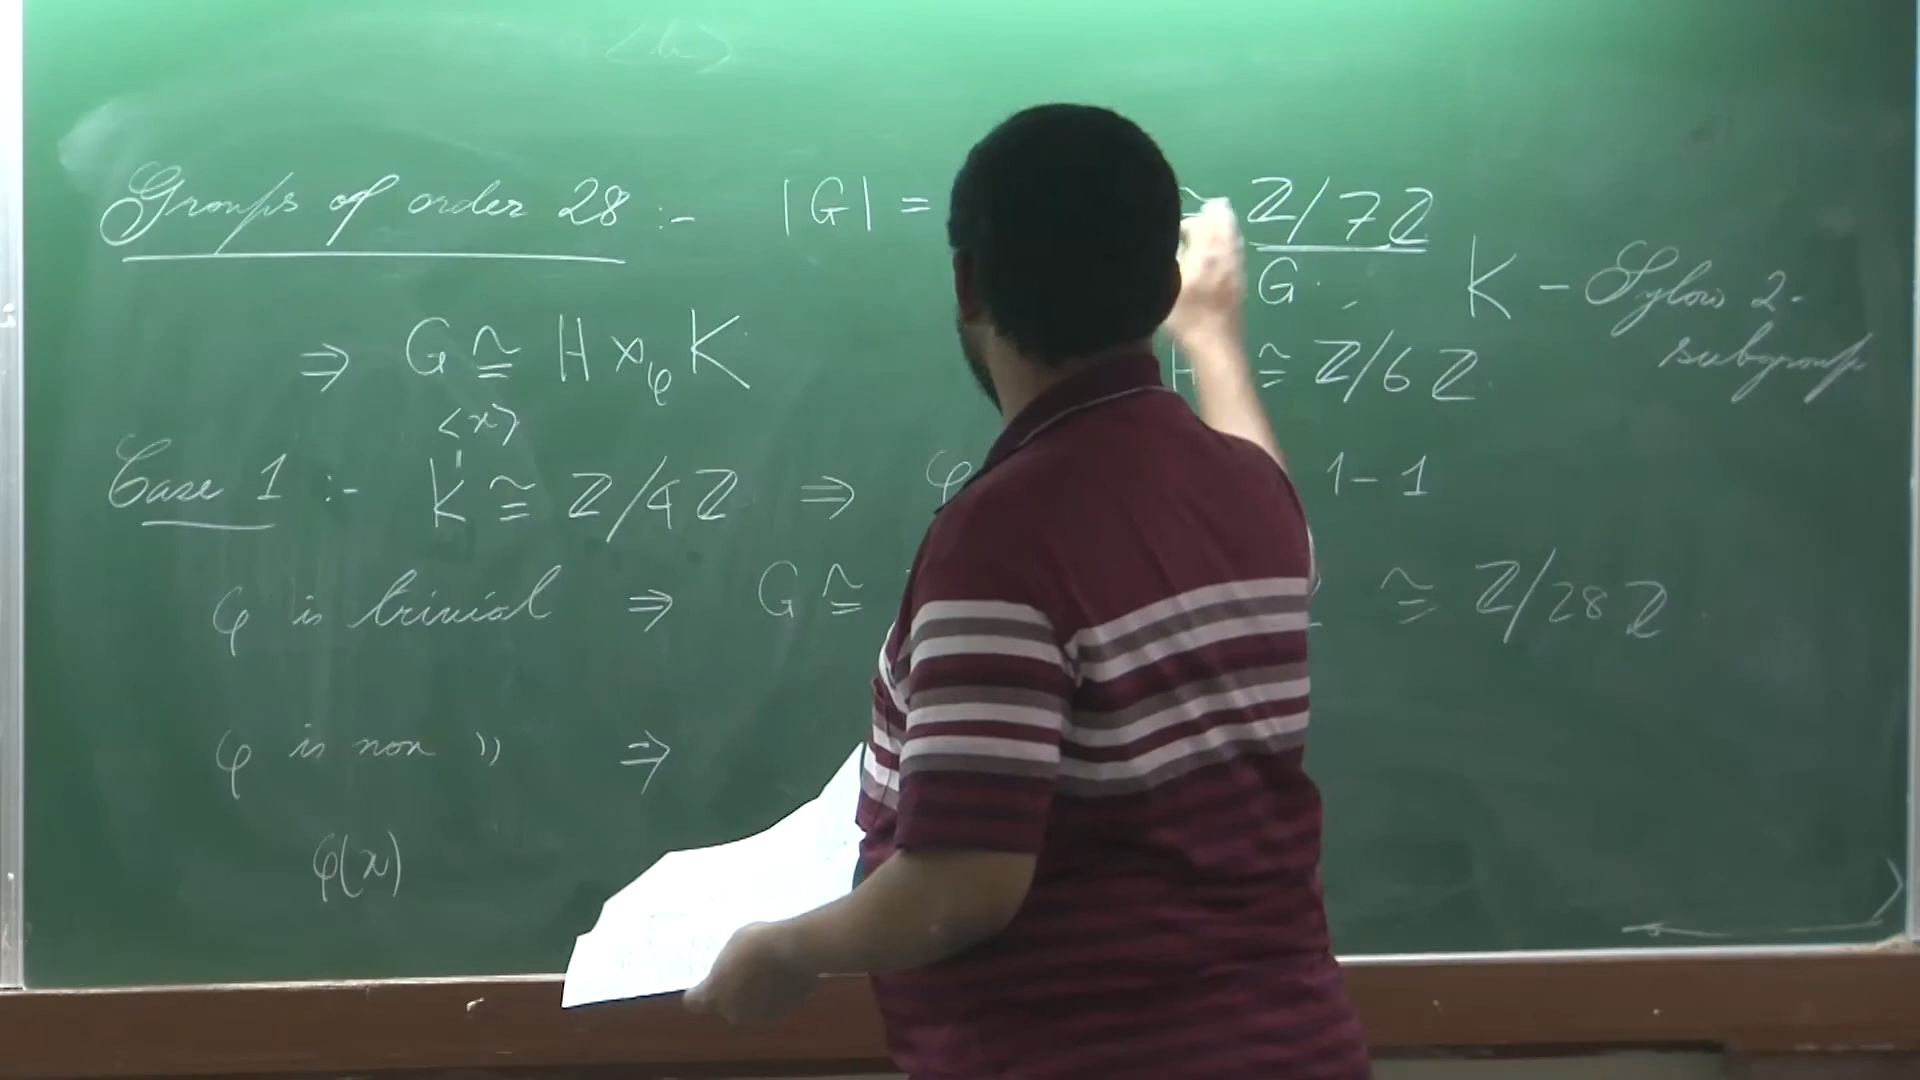 <h>
Groups of order 28 :- |G| = ≅ Z/7Z
G. K - Sylow 2-
subgroup
⇒ G ≅ H ⋊φ K H ≅ Z/6Z
<x>
Case 1 :- K ≅ Z/4Z ⇒ φ 1-1
φ is trivial ⇒ G ≅ ≅ Z/28Z
φ is non " ⇒
φ(x)